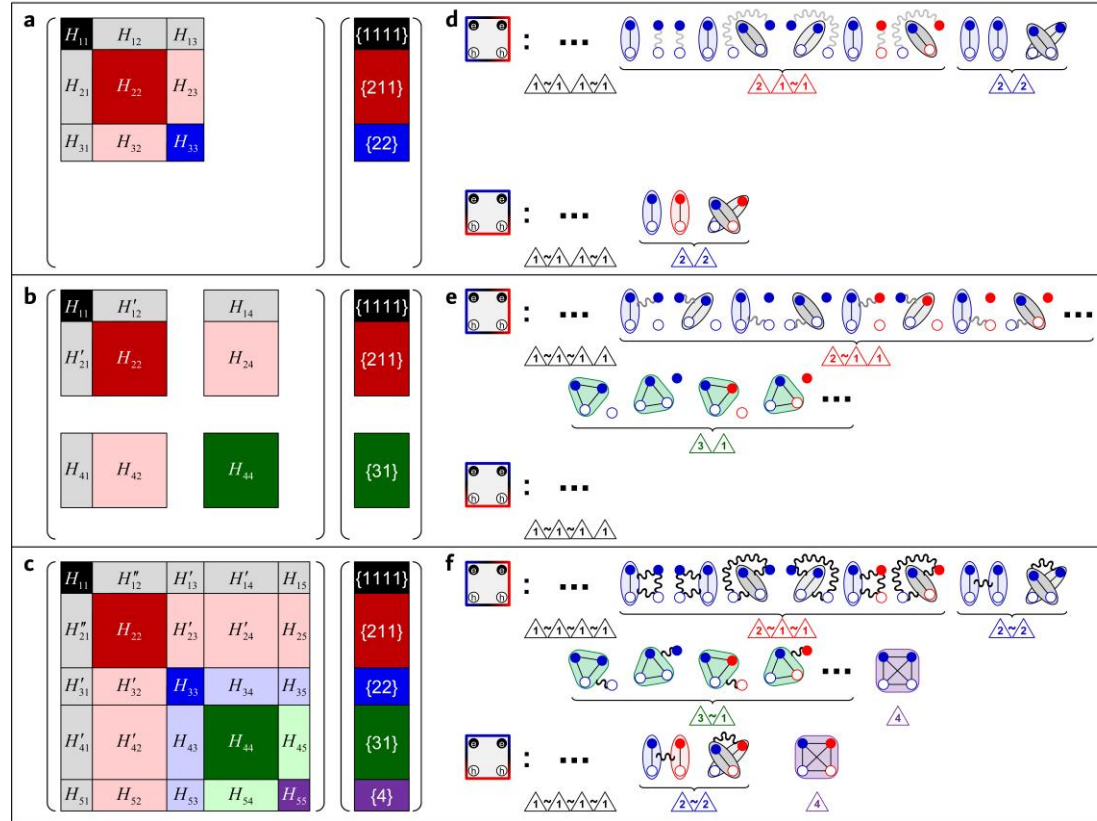 a
H11 H12 H13
H21 H22 H23
H31 H32 H33
{1111}
{211}
{22}
d
e e
h h
: ...
1~1 1~1
2 1~1
2 2
e e
h h
: ...
1~1 1~1
2 2
b
H11 H′12 H14
H′21 H22 H24
H41 H42 H44
{1111}
{211}
{31}
e
e e
h h
: ...
...
1~1~1 1
2~1 1
...
3 1
e e
h h
: ...
1~1~1 1
c
H11 H″12 H′13 H′14 H15
H″21 H22 H′23 H′24 H25
H′31 H′32 H33 H34 H35
H′41 H′42 H43 H44 H45
H51 H52 H53 H54 H55
{1111}
{211}
{22}
{31}
{4}
f
e e
h h
: ...
1~1~1~1
2~1~1
2~2
...
3~1
4
e e
h h
: ...
1~1~1~1
2~2
4